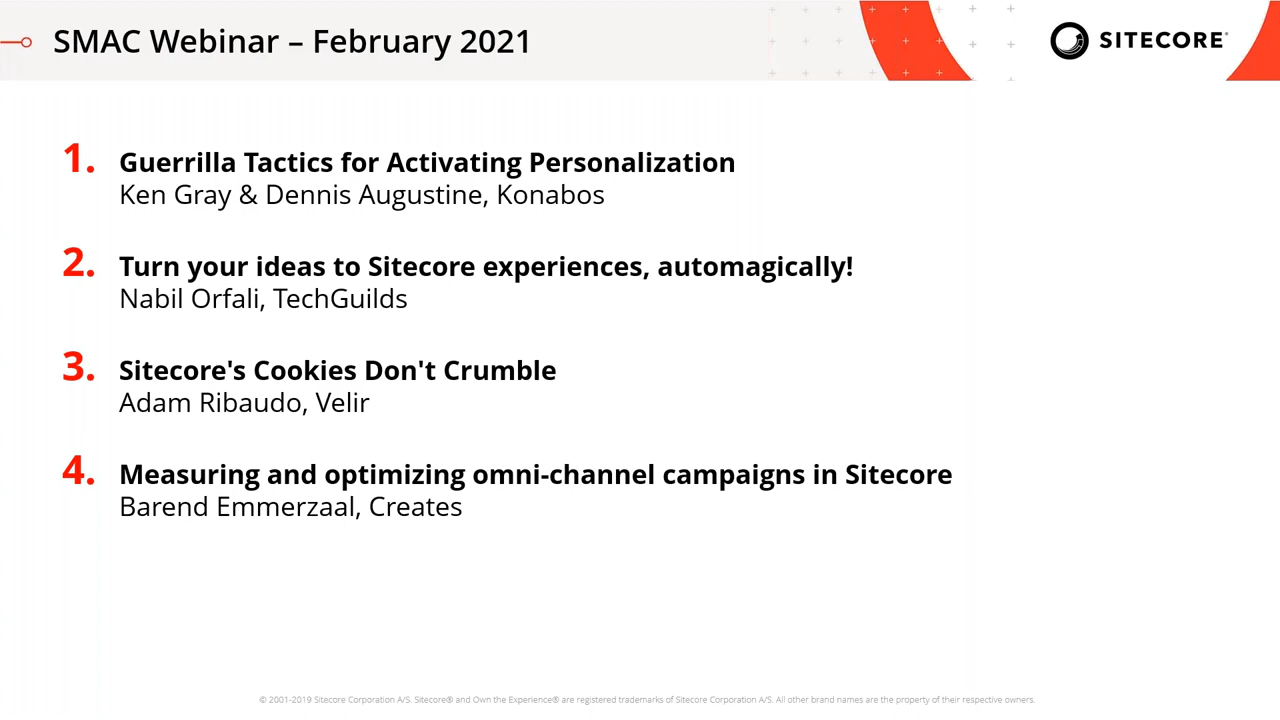 SMAC Webinar – February 2021
SITECORE®
1. Guerrilla Tactics for Activating Personalization
Ken Gray & Dennis Augustine, Konabos
2. Turn your ideas to Sitecore experiences, automagically!
Nabil Orfali, TechGuilds
3. Sitecore's Cookies Don't Crumble
Adam Ribaudo, Velir
4. Measuring and optimizing omni-channel campaigns in Sitecore
Barend Emmerzaal, Creates
© 2001-2019 Sitecore Corporation A/S. Sitecore® and Own the Experience® are registered trademarks of Sitecore Corporation A/S. All other brand names are the property of their respective owners.